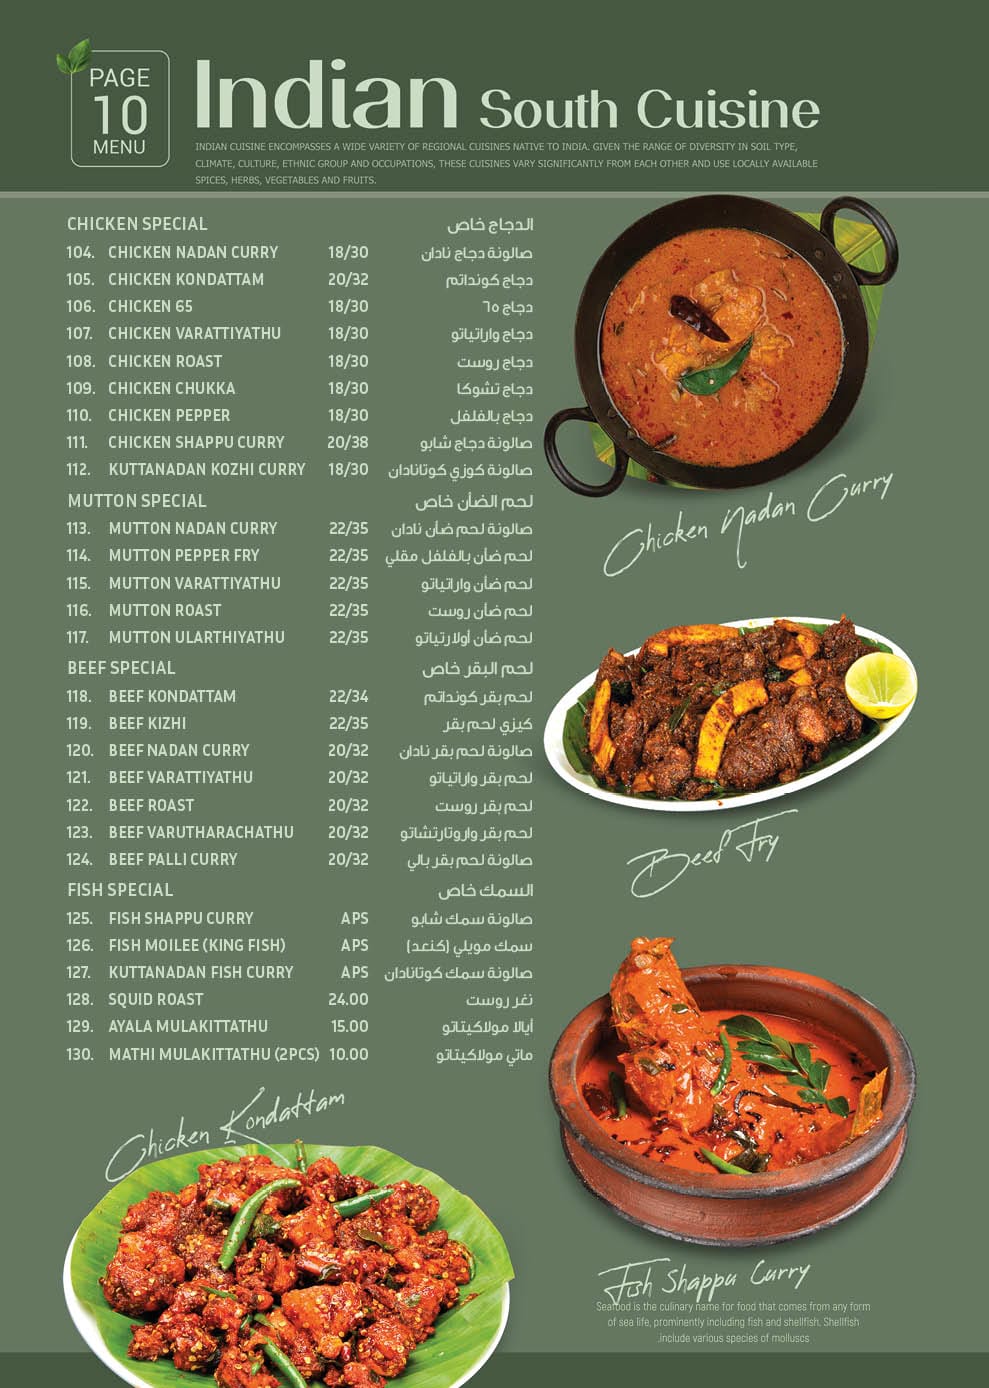 PAGE
10
MENU
Indian South Cuisine
INDIAN CUISINE ENCOMPASSES A WIDE VARIETY OF REGIONAL CUISINES NATIVE TO INDIA. GIVEN THE RANGE OF DIVERSITY IN SOIL TYPE,
CLIMATE, CULTURE, ETHNIC GROUP AND OCCUPATIONS, THESE CUISINES VARY SIGNIFICANTLY FROM EACH OTHER AND USE LOCALLY AVAILABLE
SPICES, HERBS, VEGETABLES AND FRUITS.
CHICKEN SPECIAL الدجاج خاص
104. CHICKEN NADAN CURRY 18/30 صالونة دجاج نادان
105. CHICKEN KONDATTAM 20/32 دجاج كونداتم
106. CHICKEN 65 18/30 دجاج ٦٥
107. CHICKEN VARATTIYATHU 18/30 دجاج واراتياتو
108. CHICKEN ROAST 18/30 دجاج روست
109. CHICKEN CHUKKA 18/30 دجاج تشوكا
110. CHICKEN PEPPER 18/30 دجاج بالفلفل
111. CHICKEN SHAPPU CURRY 20/38 صالونة دجاج شابو
112. KUTTANADAN KOZHI CURRY 18/30 صالونة كوزي كوتانادان
MUTTON SPECIAL لحم الضأن خاص
113. MUTTON NADAN CURRY 22/35 صالونة لحم ضأن نادان
114. MUTTON PEPPER FRY 22/35 لحم ضأن بالفلفل مقلي
115. MUTTON VARATTIYATHU 22/35 لحم ضأن واراتياتو
116. MUTTON ROAST 22/35 لحم ضأن روست
117. MUTTON ULARTHIYATHU 22/35 لحم ضأن أولارتياتو
BEEF SPECIAL لحم البقر خاص
118. BEEF KONDATTAM 22/34 لحم بقر كونداتم
119. BEEF KIZHI 22/35 كيزي لحم بقر
120. BEEF NADAN CURRY 20/32 صالونة لحم بقر نادان
121. BEEF VARATTIYATHU 20/32 لحم بقر واراتياتو
122. BEEF ROAST 20/32 لحم بقر روست
123. BEEF VARUTHARACHATHU 20/32 لحم بقر واروتارتشاتو
124. BEEF PALLI CURRY 20/32 صالونة لحم بقر بالي
FISH SPECIAL السمك خاص
125. FISH SHAPPU CURRY APS صالونة سمك شابو
126. FISH MOILEE (KING FISH) APS سمك مويلي (كنعد)
127. KUTTANADAN FISH CURRY APS صالونة سمك كوتانادان
128. SQUID ROAST 24.00 نغر روست
129. AYALA MULAKITTATHU 15.00 أيالا مولاكيتاتو
130. MATHI MULAKITTATHU (2PCS) 10.00 ماتي مولاكيتاتو
Chicken Nadan Curry
Beef Fry
Chicken Kondattam
Fish Shappu Curry
Seafood is the culinary name for food that comes from any form
of sea life, prominently including fish and shellfish. Shellfish
.include various species of molluscs